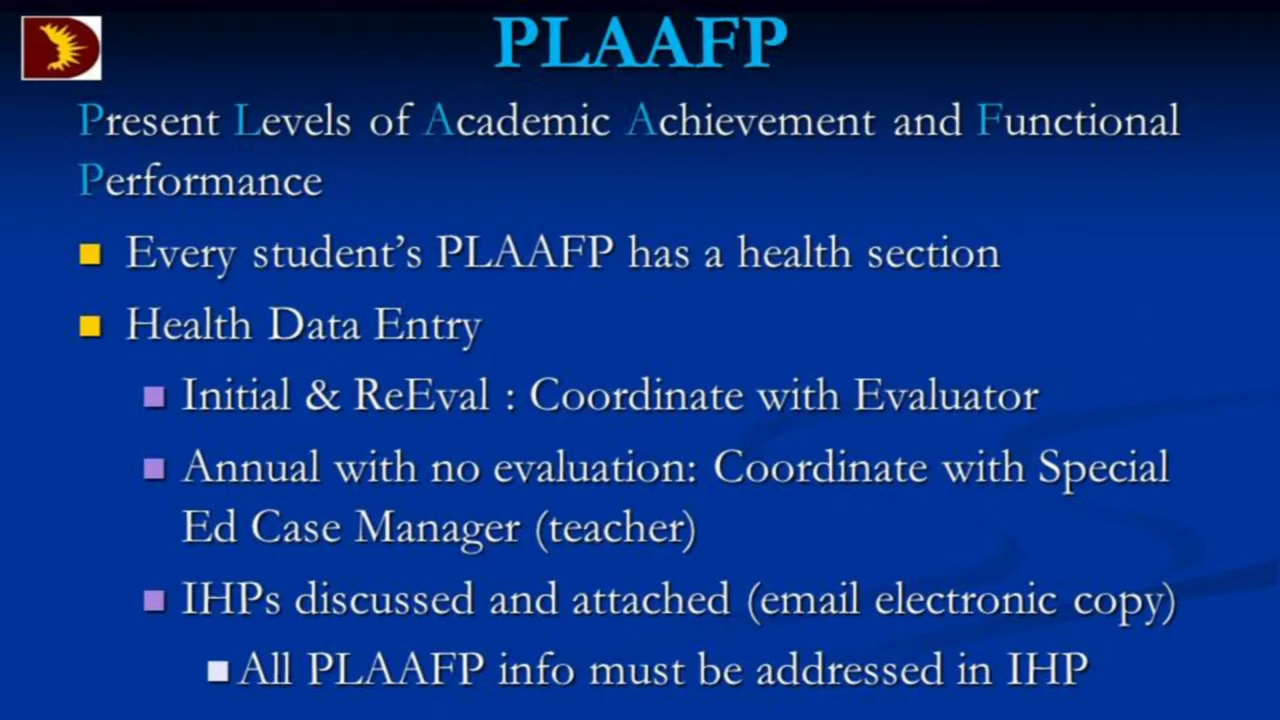 PLAAFP
Present Levels of Academic Achievement and Functional
Performance
Every student's PLAAFP has a health section
Health Data Entry
Initial & ReEval : Coordinate with Evaluator
Annual with no evaluation: Coordinate with Special
Ed Case Manager (teacher)
IHPs discussed and attached (email electronic copy)
All PLAAFP info must be addressed in IHP